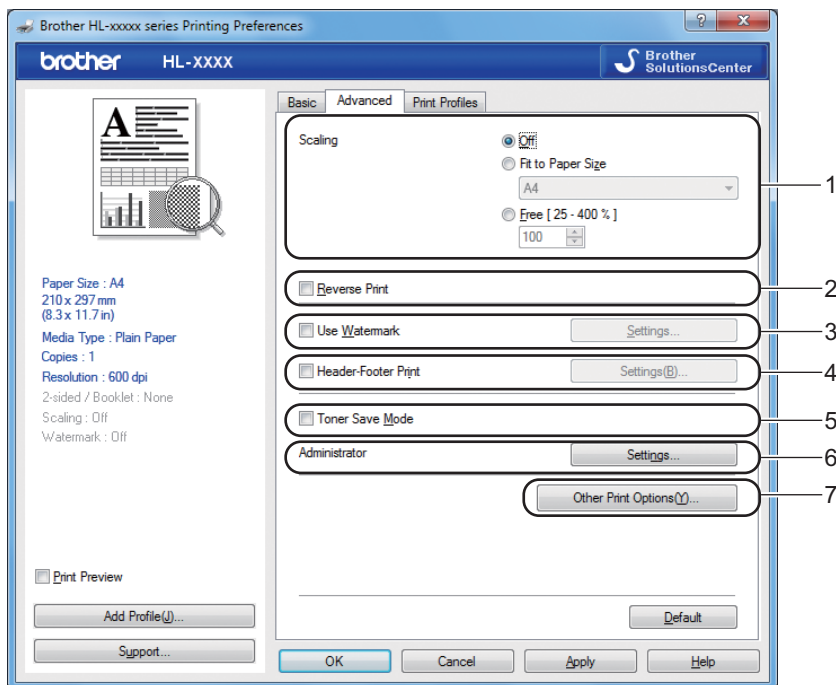 Brother HL-xxxxx series Printing Preferences
?
X
brother HL-XXXX
Brother
SolutionsCenter
A
Paper Size : A4
210 x 297 mm
(8.3 x 11.7 in)
Media Type : Plain Paper
Copies : 1
Resolution : 600 dpi
2-sided / Booklet : None
Scaling : Off
Watermark : Off
Print Preview
Add Profile(J)...
Support...
Basic Advanced Print Profiles
Scaling
Off
Fit to Paper Size
A4
Free [ 25 - 400 % ]
100
1
Reverse Print
2
Use Watermark Settings...
3
Header-Footer Print Settings(B)...
4
Toner Save Mode
5
Administrator Settings...
6
Other Print Options(Y)...
7
Default
OK Cancel Apply Help